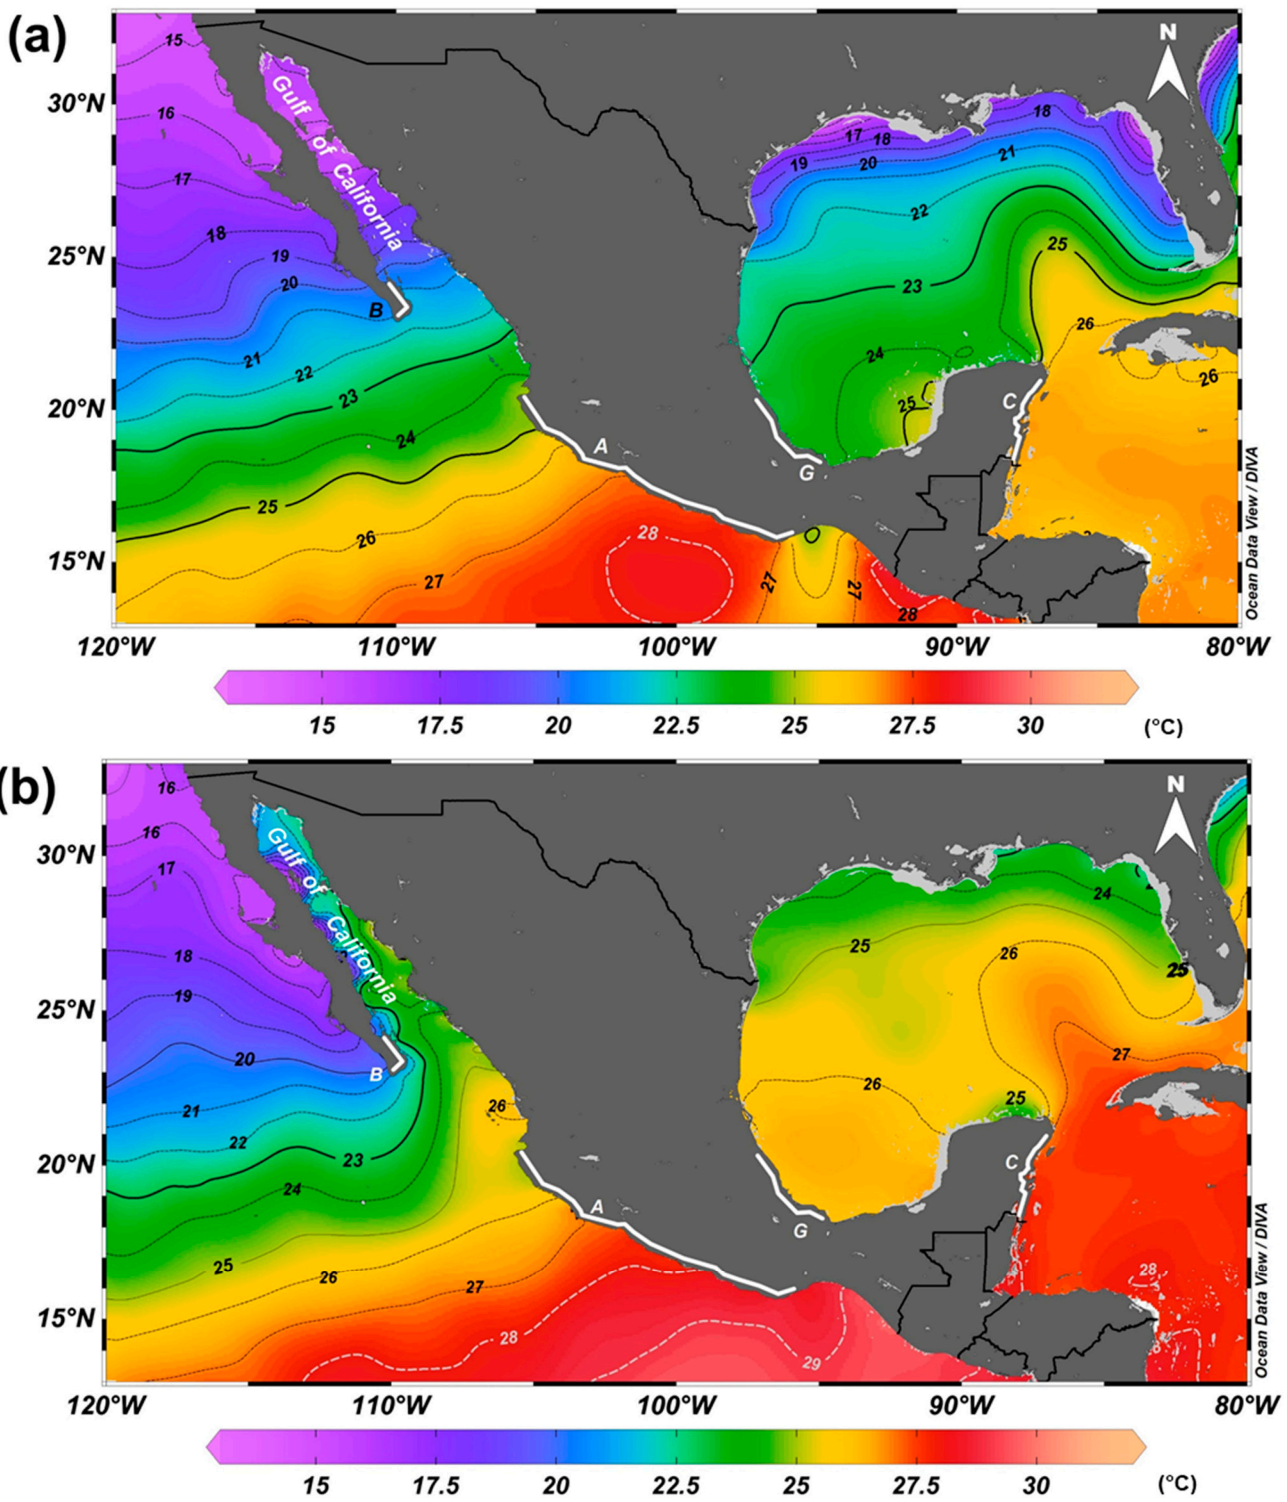 (a)
N
15
16
17
18
19
20
21
22
23
24
25
26
27
28
Gulf of California
B
A
G
C
17
18
18
19
20
21
22
23
24
25
25
26
26
27
27
28
30°N
25°N
20°N
15°N
120°W
110°W
100°W
90°W
80°W
Ocean Data View / DIVA
15
17.5
20
22.5
25
27.5
30
(°C)
(b)
N
16
16
17
18
19
20
21
22
23
24
25
26
27
28
29
Gulf of California
B
A
G
C
26
24
25
25
26
26
25
27
28
30°N
25°N
20°N
15°N
120°W
110°W
100°W
90°W
80°W
Ocean Data View / DIVA
15
17.5
20
22.5
25
27.5
30
(°C)